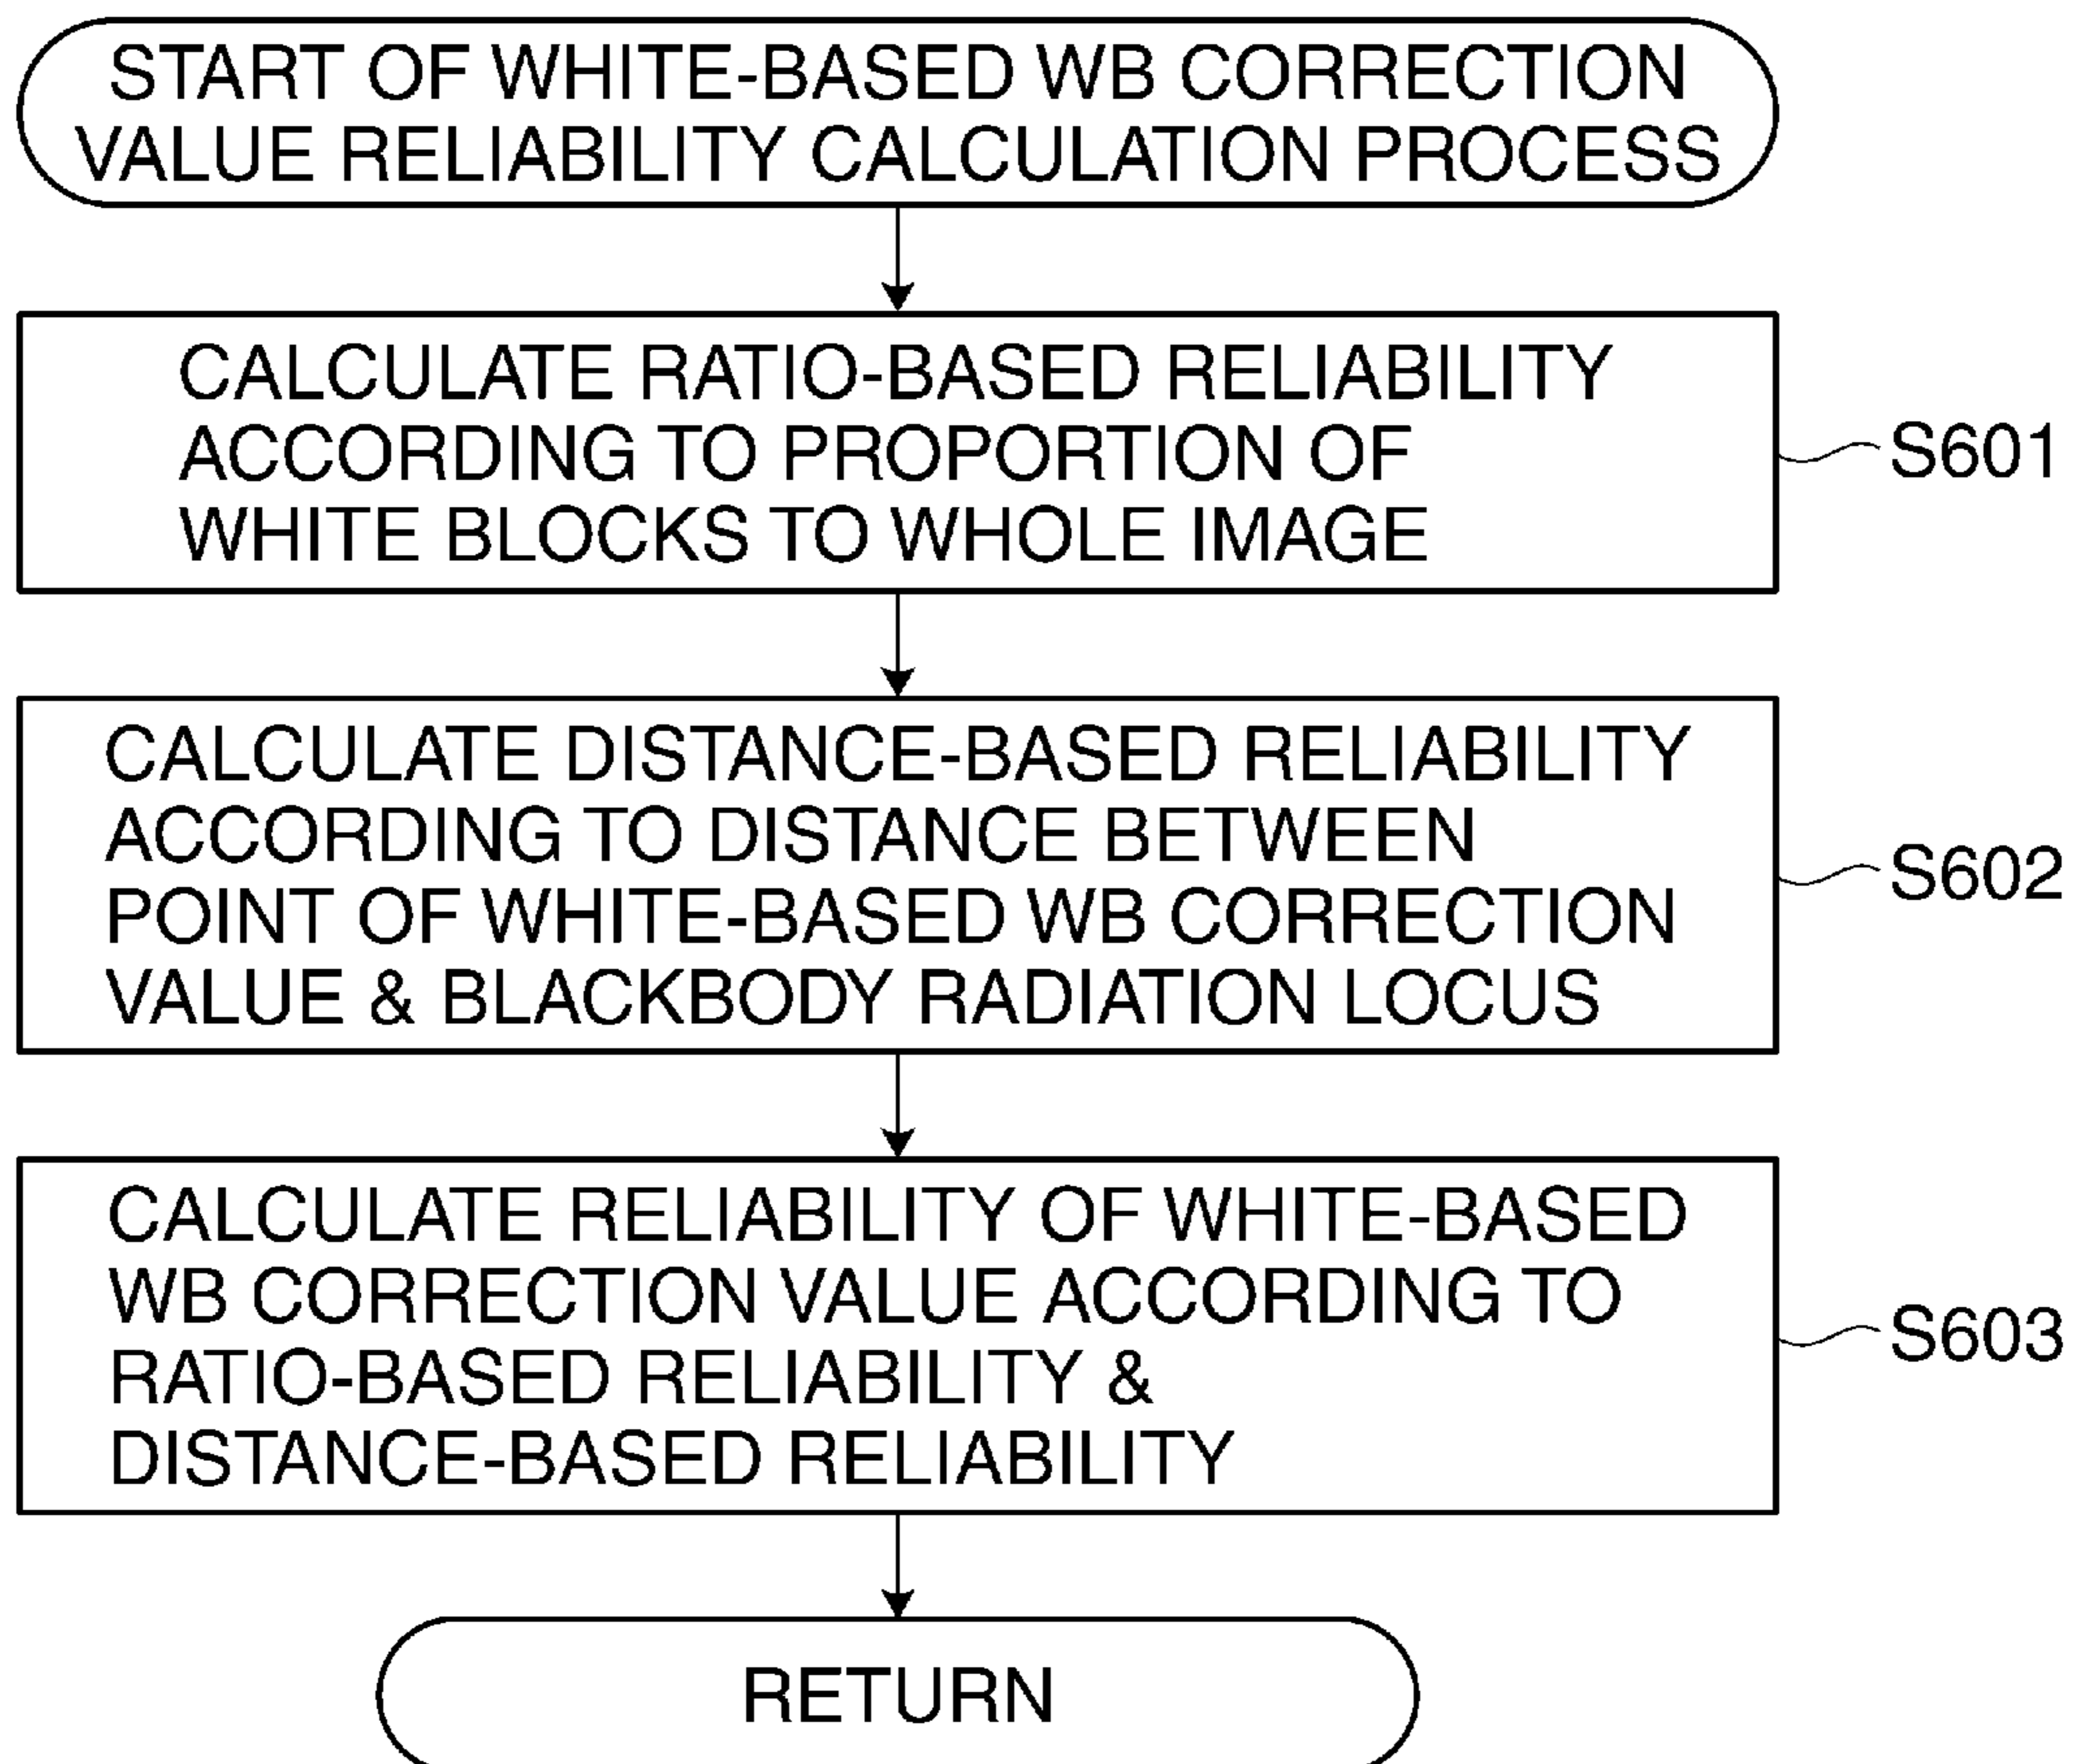 START OF WHITE-BASED WB CORRECTION
VALUE RELIABILITY CALCULATION PROCESS
CALCULATE RATIO-BASED RELIABILITY
ACCORDING TO PROPORTION OF
WHITE BLOCKS TO WHOLE IMAGE
S601
CALCULATE DISTANCE-BASED RELIABILITY
ACCORDING TO DISTANCE BETWEEN
POINT OF WHITE-BASED WB CORRECTION
VALUE & BLACKBODY RADIATION LOCUS
S602
CALCULATE RELIABILITY OF WHITE-BASED
WB CORRECTION VALUE ACCORDING TO
RATIO-BASED RELIABILITY &
DISTANCE-BASED RELIABILITY
S603
RETURN